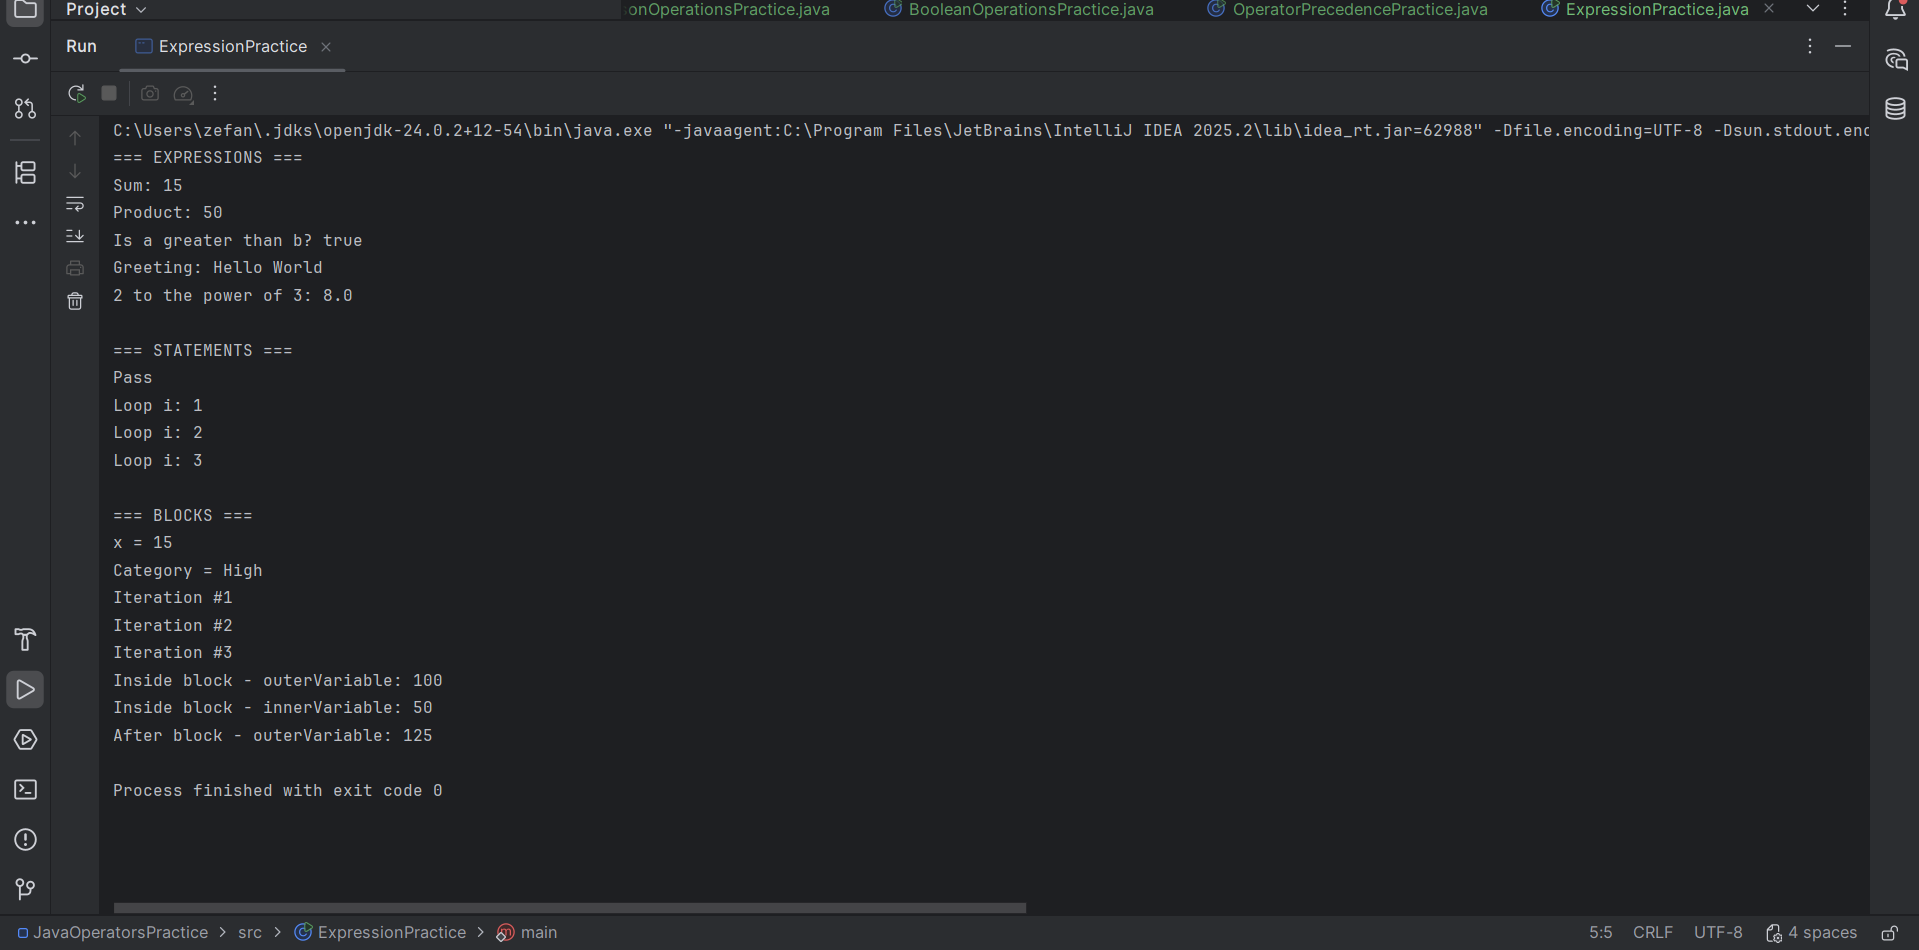 Project onOperationsPractice.java BooleanOperationsPractice.java OperatorPrecedencePractice.java ExpressionPractice.java
Run ExpressionPractice
C:\Users\zefan\.jdks\openjdk-24.0.2+12-54\bin\java.exe "-javaagent:C:\Program Files\JetBrains\IntelliJ IDEA 2025.2\lib\idea_rt.jar=62988" -Dfile.encoding=UTF-8 -Dsun.stdout.enc
=== EXPRESSIONS ===
Sum: 15
Product: 50
Is a greater than b? true
Greeting: Hello World
2 to the power of 3: 8.0
=== STATEMENTS ===
Pass
Loop i: 1
Loop i: 2
Loop i: 3
=== BLOCKS ===
x = 15
Category = High
Iteration #1
Iteration #2
Iteration #3
Inside block - outerVariable: 100
Inside block - innerVariable: 50
After block - outerVariable: 125
Process finished with exit code 0
JavaOperatorsPractice > src > ExpressionPractice > main 5:5 CRLF UTF-8 4 spaces